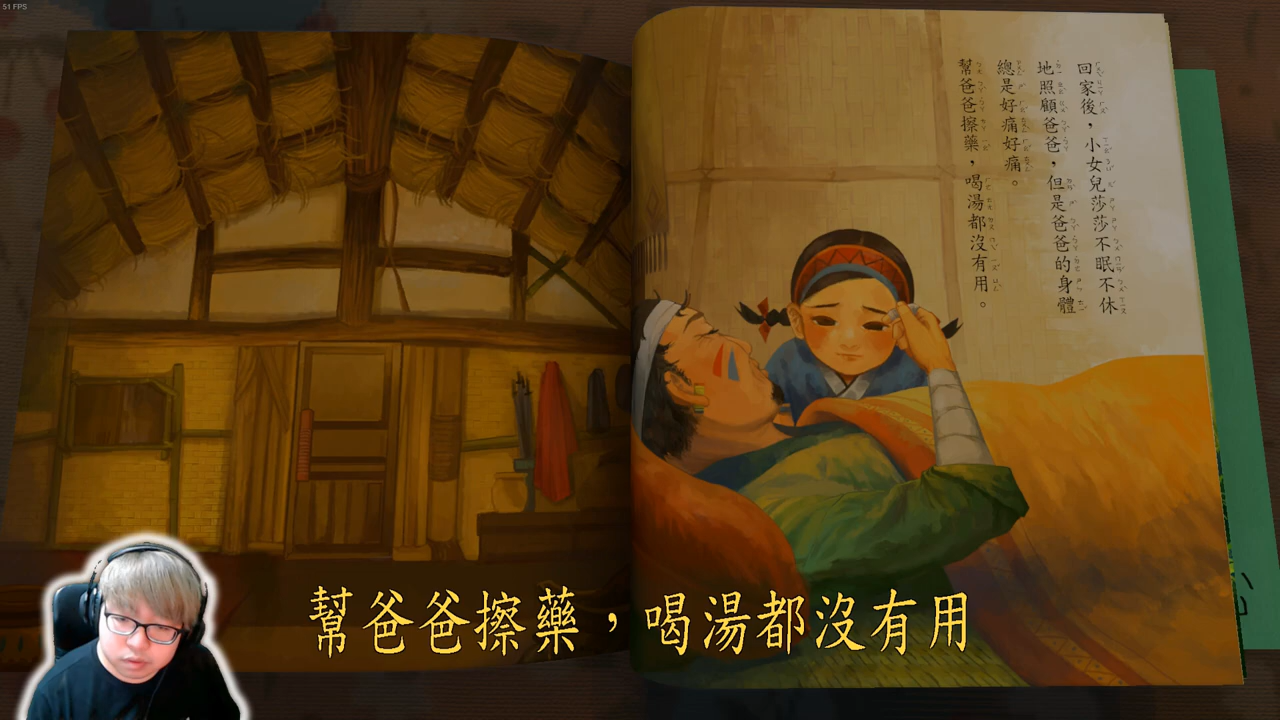 51 FPS
回家後，小女兒莎莎不眠不休
地照顧爸爸，但是爸爸的身體
總是好痛好痛。
幫爸爸擦藥，喝湯都沒有用。
幫爸爸擦藥，喝湯都沒有用